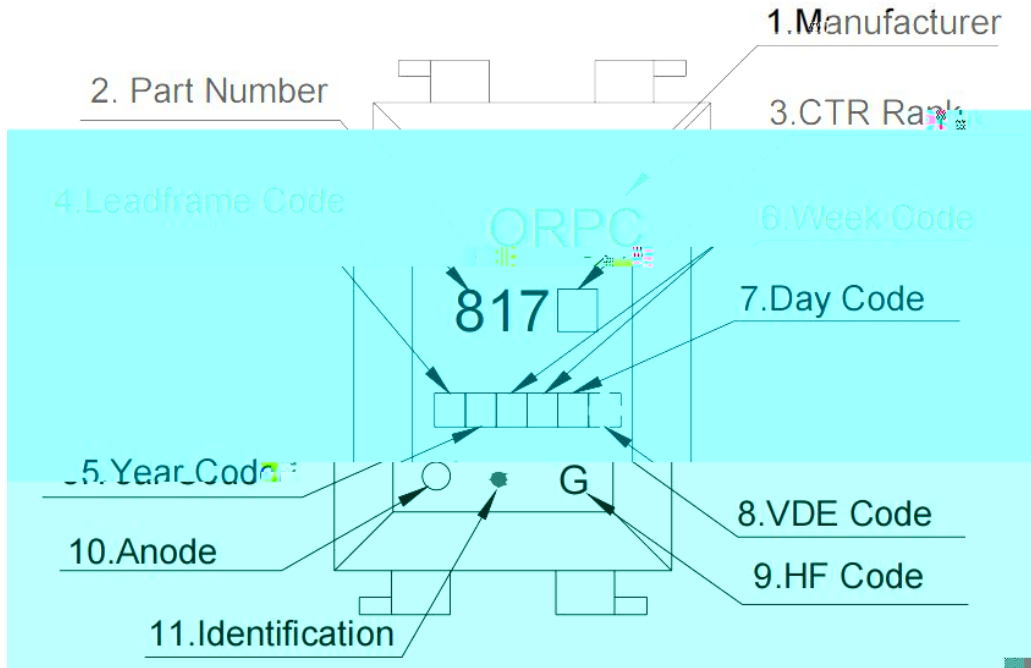 1.Manufacturer
2. Part Number
3.CTR Rank
4.Leadframe Code
ORPC
6.Week Code
817
7.Day Code
5.Year Code
G
8.VDE Code
10.Anode
9.HF Code
11.Identification